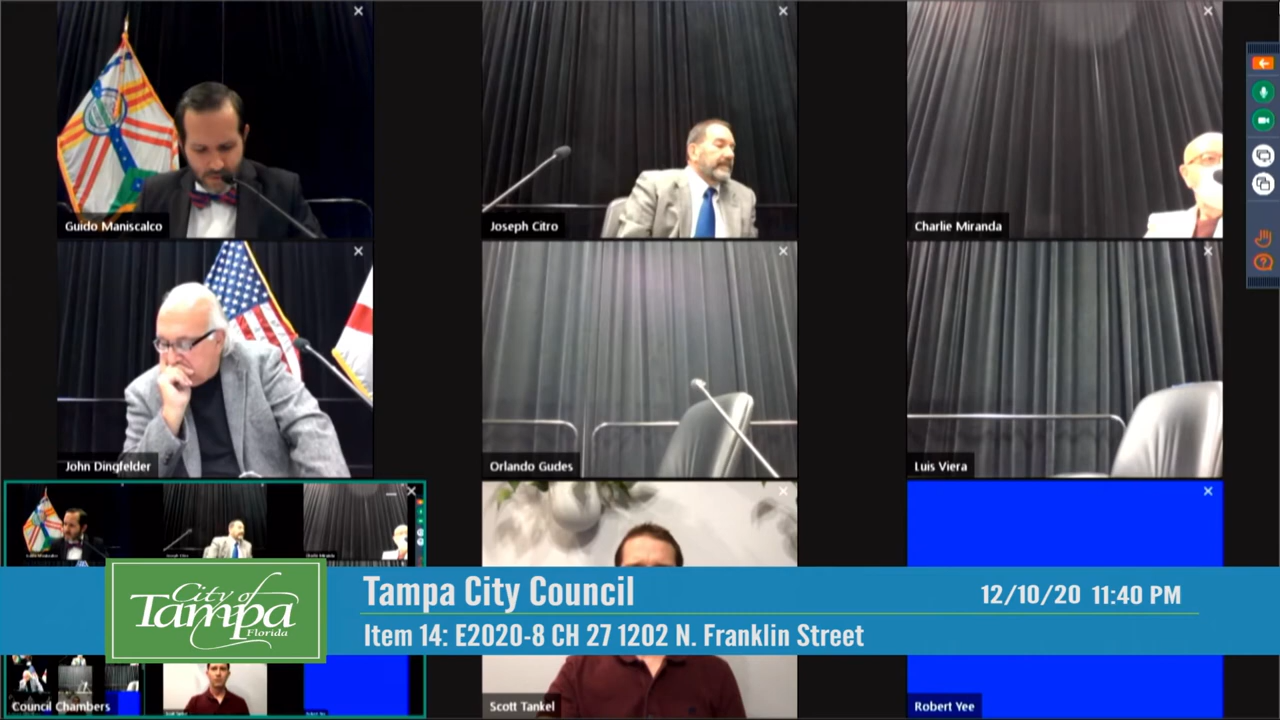 Guido Maniscalco
Joseph Citro
Charlie Miranda
John Dingfelder
Orlando Gudes
Luis Viera
City of
Tampa
Florida
Tampa City Council
12/10/20 11:40 PM
Item 14: E2020-8 CH 27 1202 N. Franklin Street
Council Chambers
Scott Tankel
Robert Yee